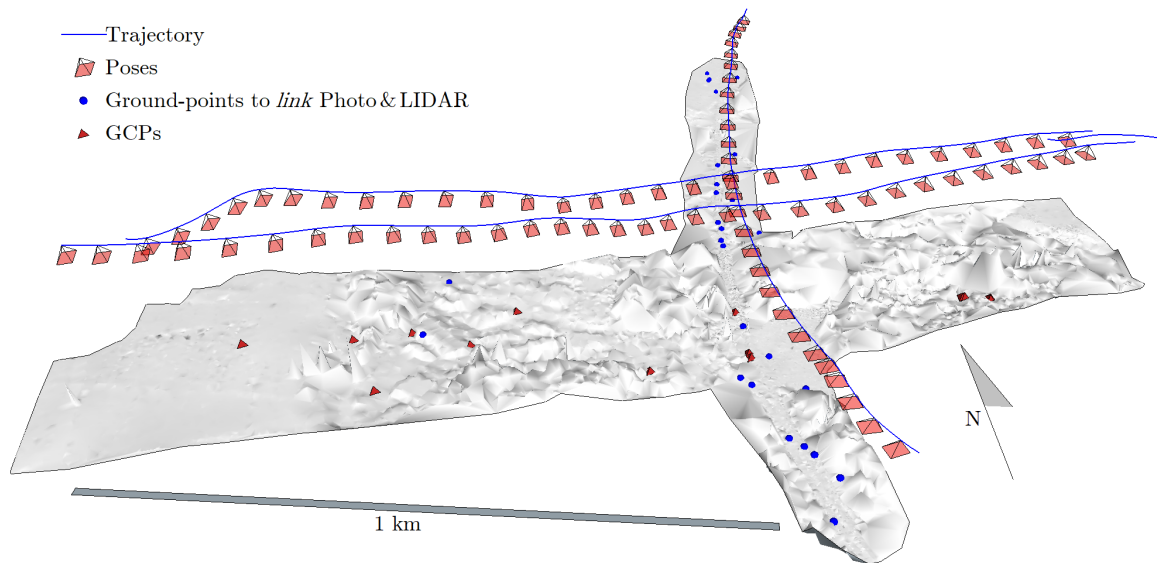 Trajectory
Poses
Ground-points to link Photo & LIDAR
GCPs
N
1 km